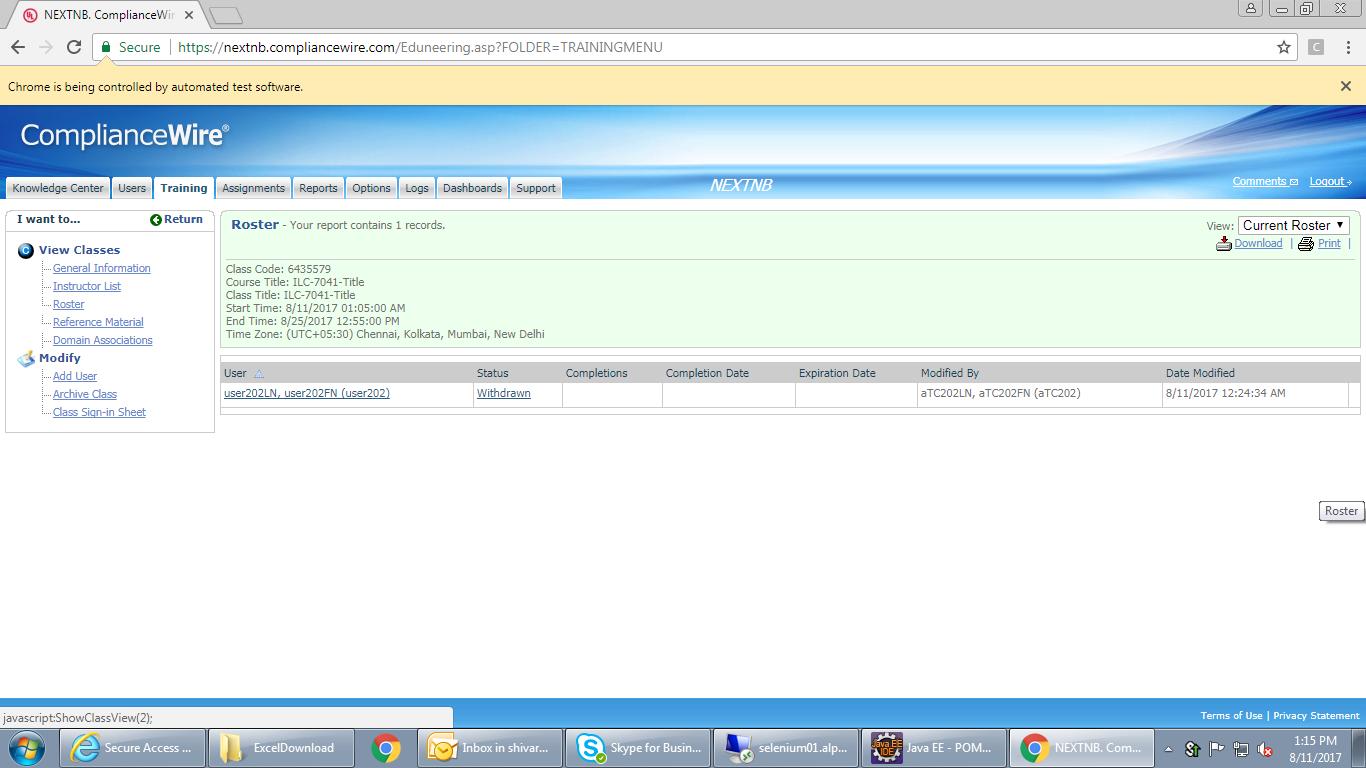 NEXTNB. ComplianceWir
Secure
https://nextnb.compliancewire.com/Eduneering.asp?FOLDER=TRAININGMENU
C
Chrome is being controlled by automated test software.
ComplianceWire®
Knowledge Center Users Training Assignments Reports Options Logs Dashboards Support
NEXTNB
Comments Logout
I want to... Return
View Classes
General Information
Instructor List
Roster
Reference Material
Domain Associations
Modify
Add User
Archive Class
Class Sign-in Sheet
Roster - Your report contains 1 records.
View: Current Roster
Download | Print |
Class Code: 6435579
Course Title: ILC-7041-Title
Class Title: ILC-7041-Title
Start Time: 8/11/2017 01:05:00 AM
End Time: 8/25/2017 12:55:00 PM
Time Zone: (UTC+05:30) Chennai, Kolkata, Mumbai, New Delhi
User Status Completions Completion Date Expiration Date Modified By Date Modified
user202LN, user202FN (user202) Withdrawn aTC202LN, aTC202FN (aTC202) 8/11/2017 12:24:34 AM
Roster
Terms of Use | Privacy Statement
javascript:ShowClassView(2);
Secure Access ... ExcelDownload Inbox in shivar... Skype for Busin... selenium01.alp... Java EE - POM... NEXTNB. Com...
1:15 PM
8/11/2017